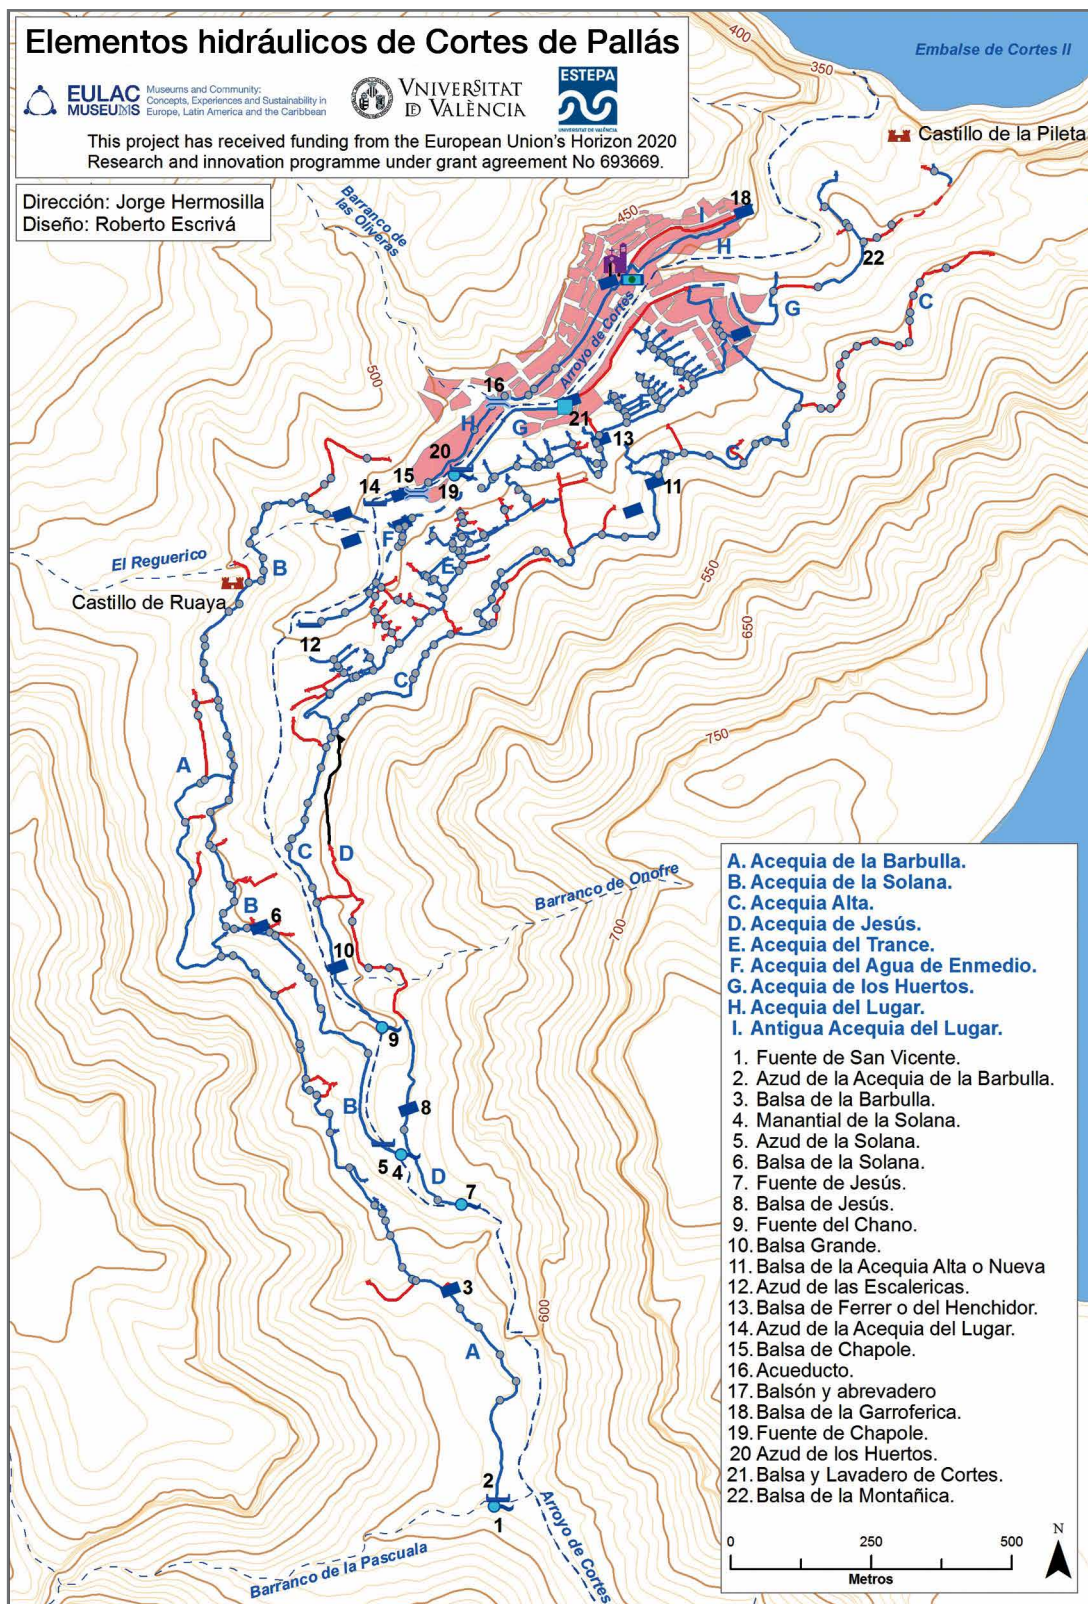 Elementos hidráulicos de Cortes de Pallás
EULAC
MUSEUMS
Museums and Community:
Concepts, Experiences and Sustainability in
Europe, Latin America and the Caribbean
VNIVERSITAT
ID VALÈNCIA
ESTEPA
UNIVERSITAT DE VALÈNCIA
This project has received funding from the European Union's Horizon 2020
Research and innovation programme under grant agreement No 693669.
Dirección: Jorge Hermosilla
Diseño: Roberto Escrivá
400
350
Embalse de Cortes II
Castillo de la Pileta
Barranco de
las Oliveras
450
I
18
H
22
G
C
Arroyo de Cortes
500
16
H
G
21
13
C
20
15
14
19
11
F
E
El Reguerico
B
Castillo de Ruaya
12
550
650
C
750
A
C
D
Barranco de Onofre
B
6
10
700
9
B
8
5
4
D
7
3
600
A
2
1
Arroyo de Cortes
Barranco de la Pascuala
A. Acequia de la Barbulla.
B. Acequia de la Solana.
C. Acequia Alta.
D. Acequia de Jesús.
E. Acequia del Trance.
F. Acequia del Agua de Enmedio.
G. Acequia de los Huertos.
H. Acequia del Lugar.
I. Antigua Acequia del Lugar.
1. Fuente de San Vicente.
2. Azud de la Acequia de la Barbulla.
3. Balsa de la Barbulla.
4. Manantial de la Solana.
5. Azud de la Solana.
6. Balsa de la Solana.
7. Fuente de Jesús.
8. Balsa de Jesús.
9. Fuente del Chano.
10. Balsa Grande.
11. Balsa de la Acequia Alta o Nueva
12. Azud de las Escalericas.
13. Balsa de Ferrer o del Henchidor.
14. Azud de la Acequia del Lugar.
15. Balsa de Chapole.
16. Acueducto.
17. Balsón y abrevadero
18. Balsa de la Garroferica.
19. Fuente de Chapole.
20 Azud de los Huertos.
21. Balsa y Lavadero de Cortes.
22. Balsa de la Montañica.
N
0
250
500
Metros